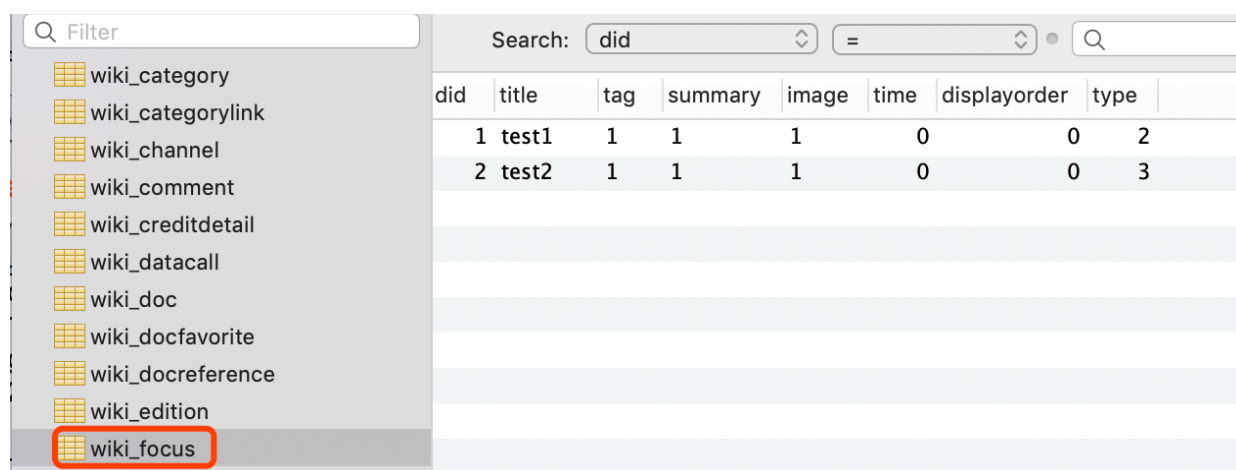 Filter
wiki_category
wiki_categorylink
wiki_channel
wiki_comment
wiki_creditdetail
wiki_datacall
wiki_doc
wiki_docfavorite
wiki_docreference
wiki_edition
wiki_focus
Search: did =
did title tag summary image time displayorder type
1 test1 1 1 1 0 0 2
2 test2 1 1 1 0 0 3